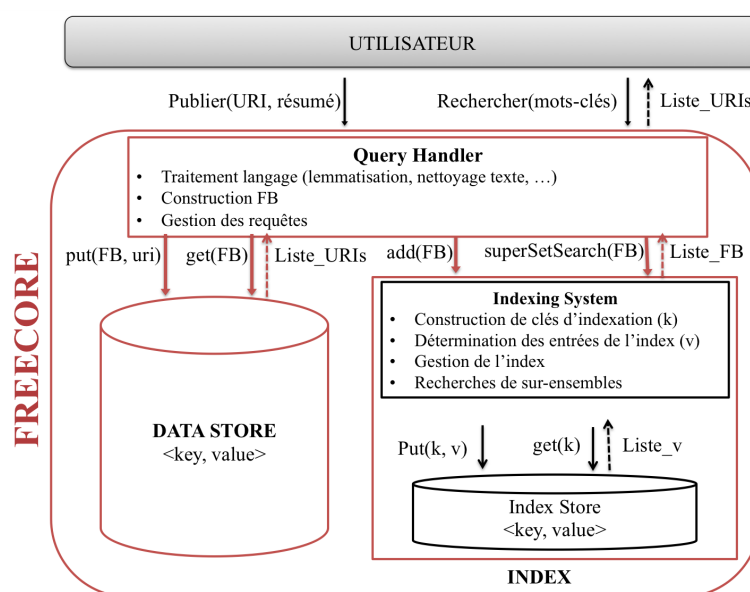 UTILISATEUR
Publier(URI, résumé)
Rechercher(mots-clés)
Liste_URIs
Query Handler
• Traitement langage (lemmatisation, nettoyage texte, …)
• Construction FB
• Gestion des requêtes
put(FB, uri)
get(FB)
Liste_URIs
add(FB)
superSetSearch(FB)
Liste_FB
FREECORE
Indexing System
• Construction de clés d'indexation (k)
• Détermination des entrées de l'index (v)
• Gestion de l'index
• Recherches de sur-ensembles
DATA STORE
<key, value>
Put(k, v)
get(k)
Liste_v
Index Store
<key, value>
INDEX